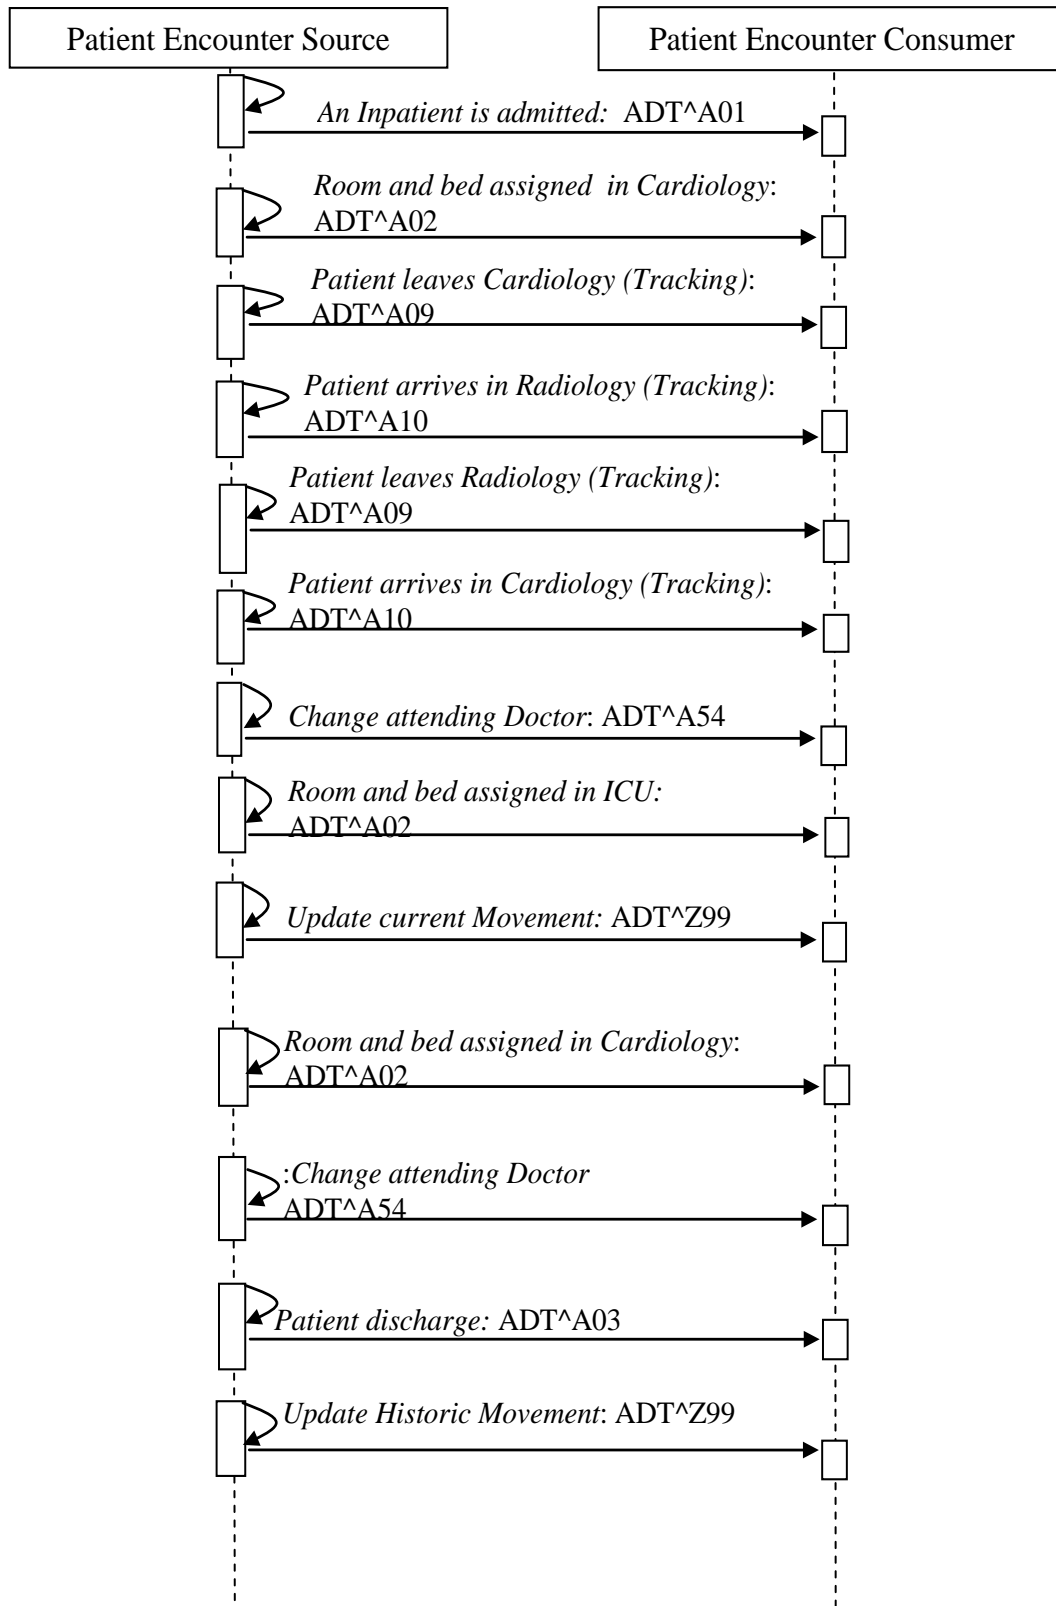 Patient Encounter Source
Patient Encounter Consumer
An Inpatient is admitted: ADT^A01
Room and bed assigned in Cardiology:
ADT^A02
Patient leaves Cardiology (Tracking):
ADT^A09
Patient arrives in Radiology (Tracking):
ADT^A10
Patient leaves Radiology (Tracking):
ADT^A09
Patient arrives in Cardiology (Tracking):
ADT^A10
Change attending Doctor: ADT^A54
Room and bed assigned in ICU:
ADT^A02
Update current Movement: ADT^Z99
Room and bed assigned in Cardiology:
ADT^A02
:Change attending Doctor
ADT^A54
Patient discharge: ADT^A03
Update Historic Movement: ADT^Z99